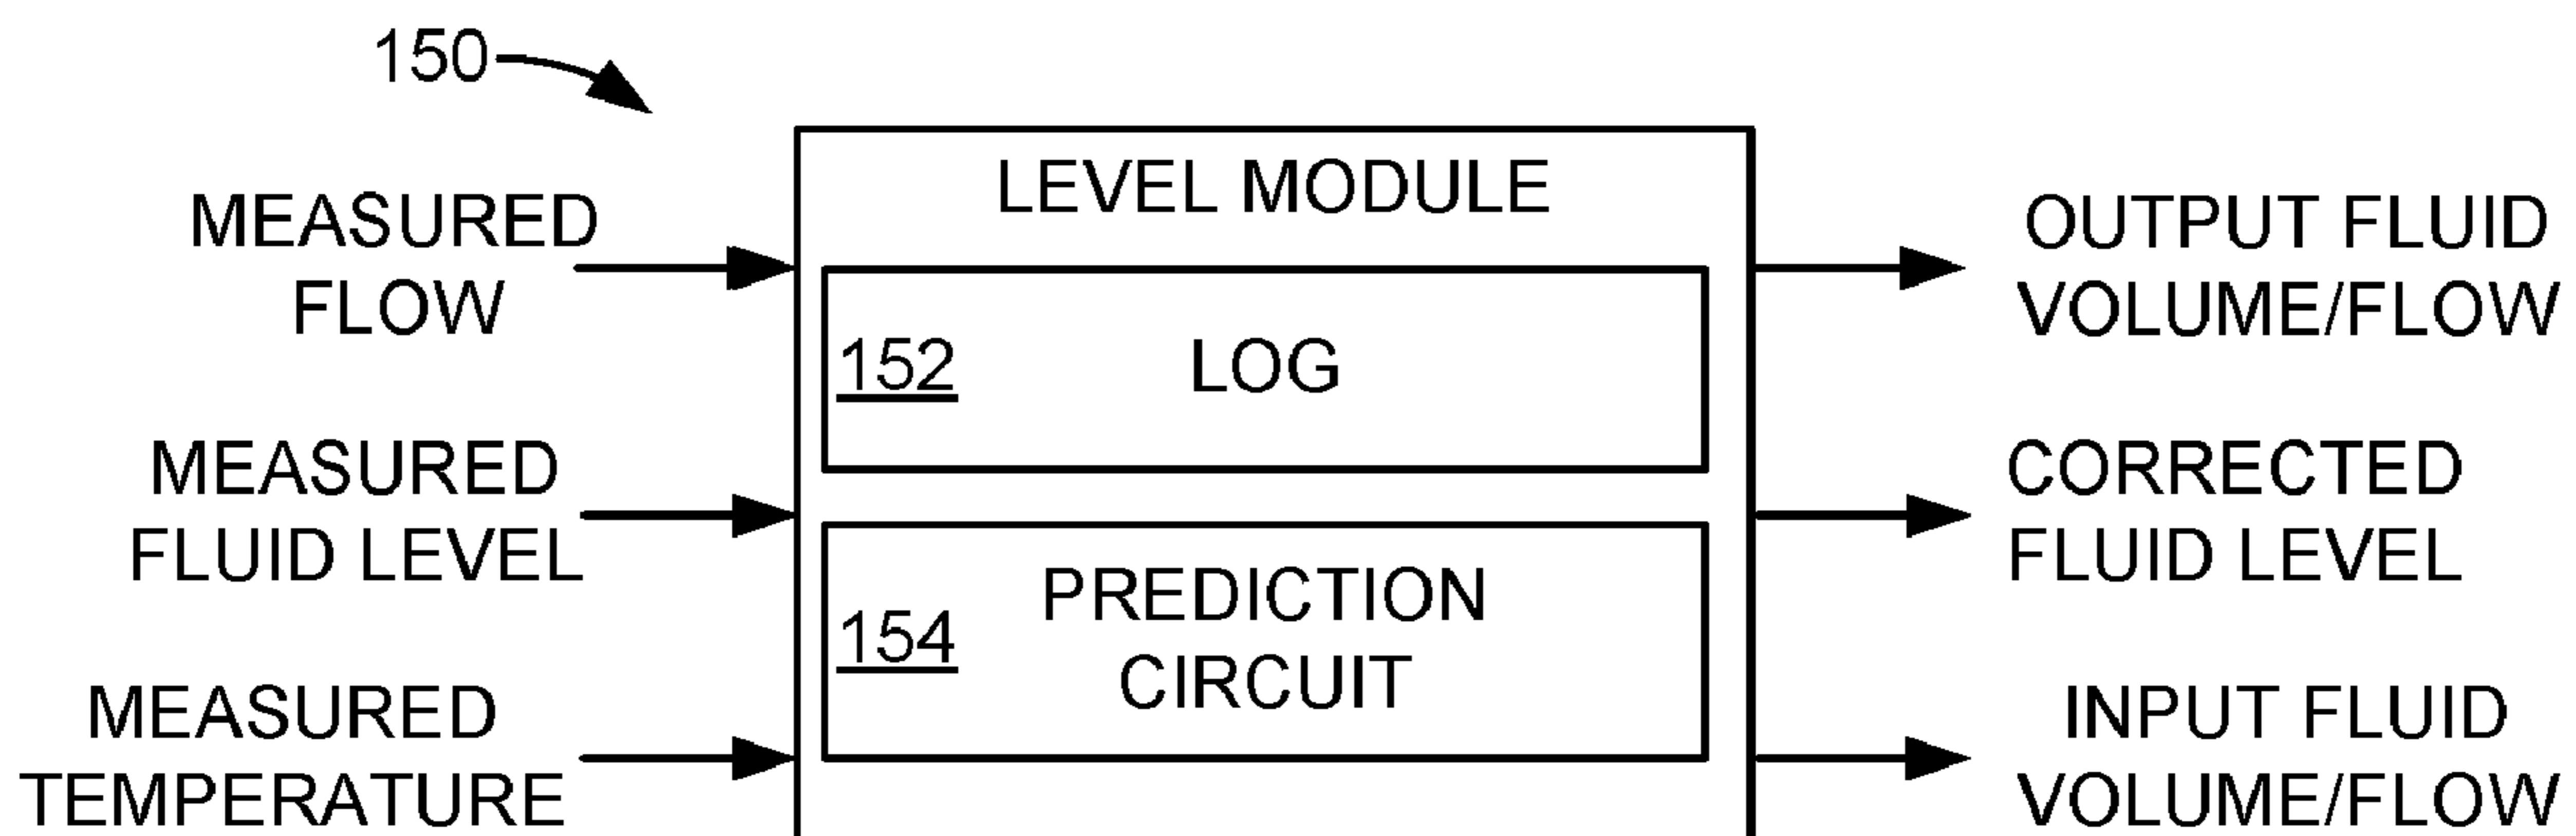 150
MEASURED
FLOW
MEASURED
FLUID LEVEL
MEASURED
TEMPERATURE
LEVEL MODULE
152
LOG
154
PREDICTION
CIRCUIT
OUTPUT FLUID
VOLUME/FLOW
CORRECTED
FLUID LEVEL
INPUT FLUID
VOLUME/FLOW